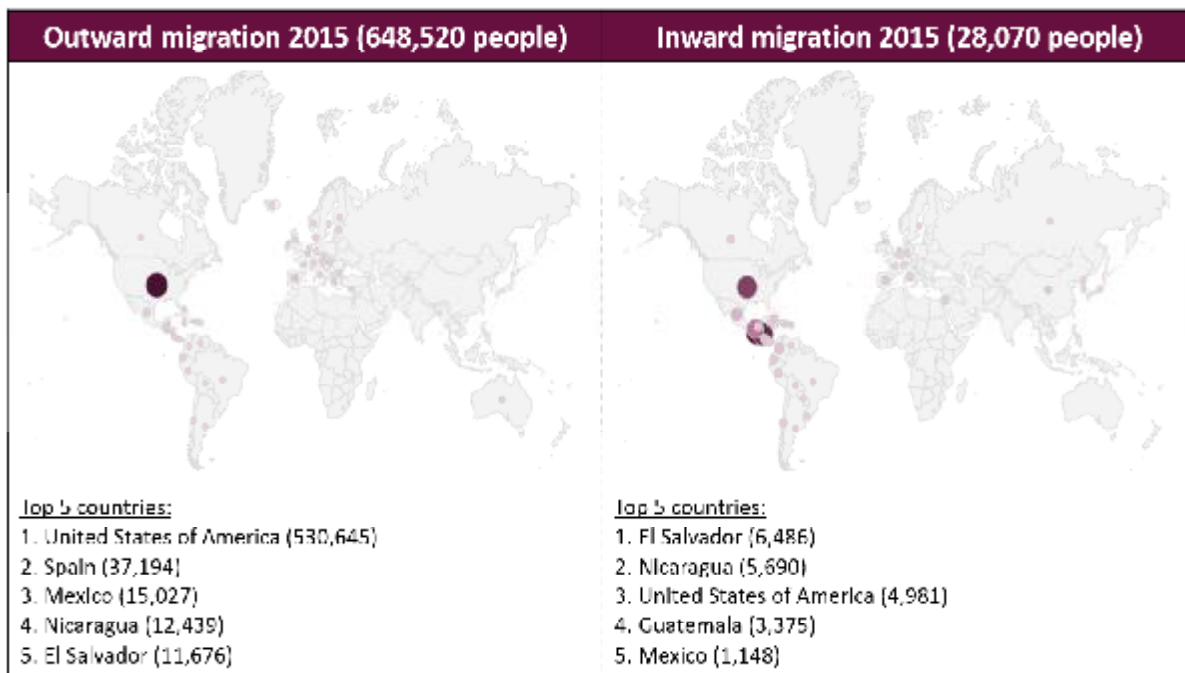 Outward migration 2015 (648,520 people)
Inward migration 2015 (28,070 people)
Top 5 countries:
1. United States of America (530,645)
2. Spain (37,194)
3. Mexico (15,027)
4. Nicaragua (12,439)
5. El Salvador (11,676)
Top 5 countries:
1. El Salvador (6,486)
2. Nicaragua (5,690)
3. United States of America (4,981)
4. Guatemala (3,375)
5. Mexico (1,148)